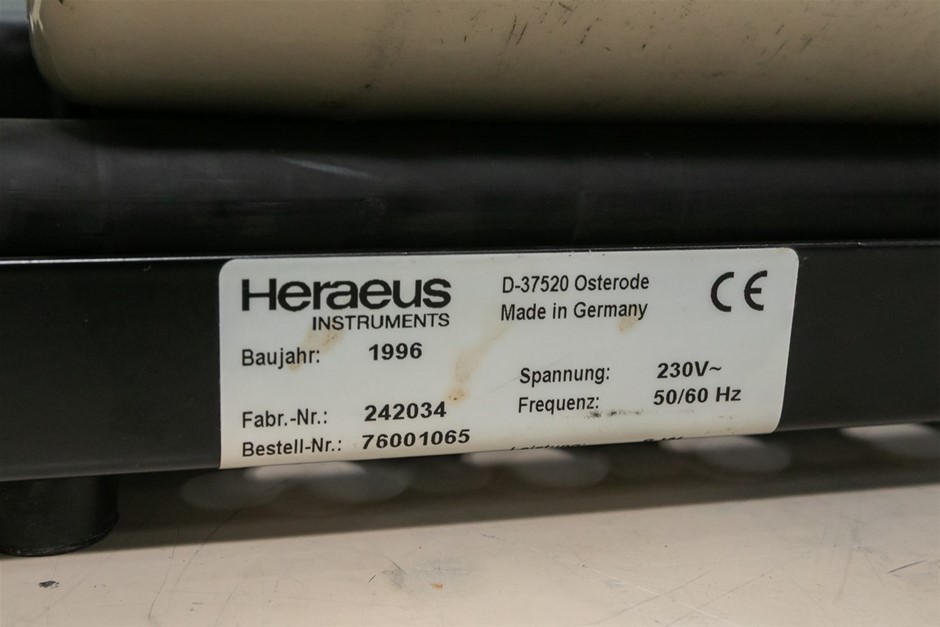 Heraeus
INSTRUMENTS
D-37520 Osterode
Made in Germany
CE
Baujahr: 1996
Spannung: 230V~
Frequenz: 50/60 Hz
Fabr.-Nr.: 242034
Bestell-Nr.: 76001065